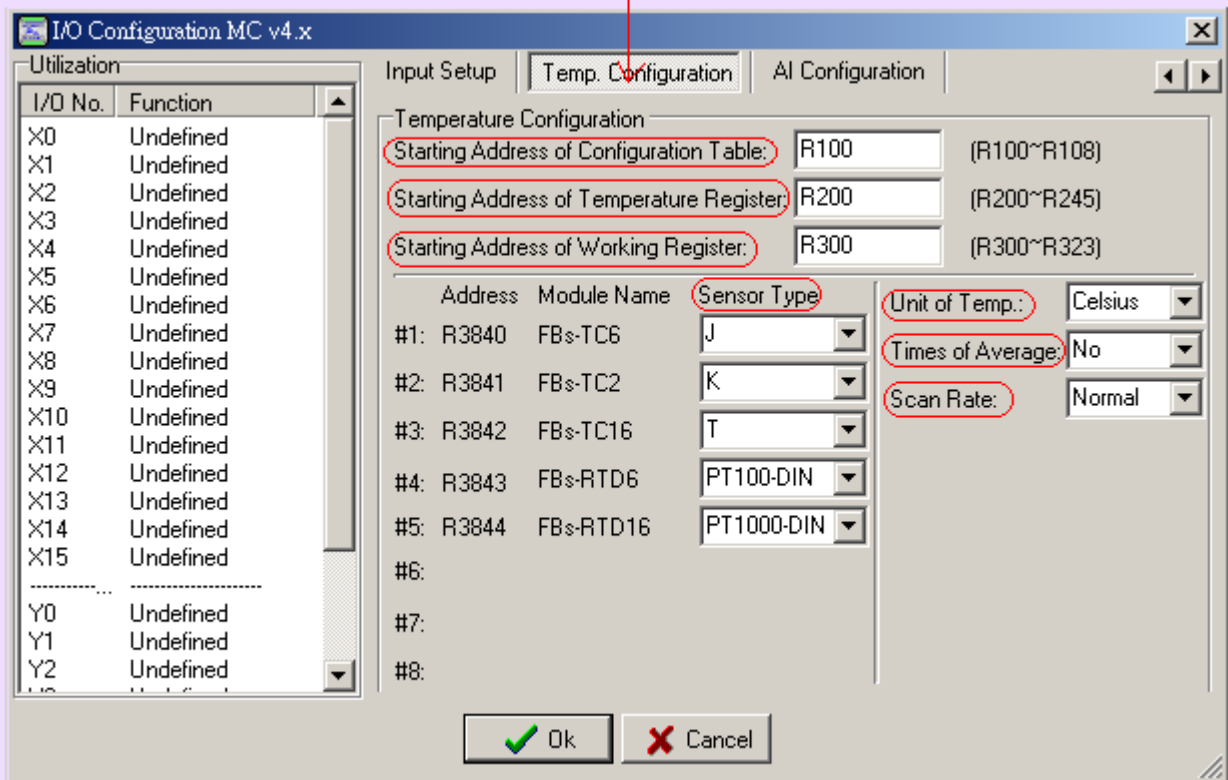 I/O Configuration MC v4.x
Utilization
I/O No. Function
X0 Undefined
X1 Undefined
X2 Undefined
X3 Undefined
X4 Undefined
X5 Undefined
X6 Undefined
X7 Undefined
X8 Undefined
X9 Undefined
X10 Undefined
X11 Undefined
X12 Undefined
X13 Undefined
X14 Undefined
X15 Undefined
-----------... ----------------------
Y0 Undefined
Y1 Undefined
Y2 Undefined
Input Setup Temp. Configuration AI Configuration
Temperature Configuration
Starting Address of Configuration Table: R100 (R100~R108)
Starting Address of Temperature Register: R200 (R200~R245)
Starting Address of Working Register: R300 (R300~R323)
Address Module Name Sensor Type
#1: R3840 FBs-TC6 J
#2: R3841 FBs-TC2 K
#3: R3842 FBs-TC16 T
#4: R3843 FBs-RTD6 PT100-DIN
#5: R3844 FBs-RTD16 PT1000-DIN
#6:
#7:
#8:
Unit of Temp.: Celsius
Times of Average: No
Scan Rate: Normal
Ok Cancel